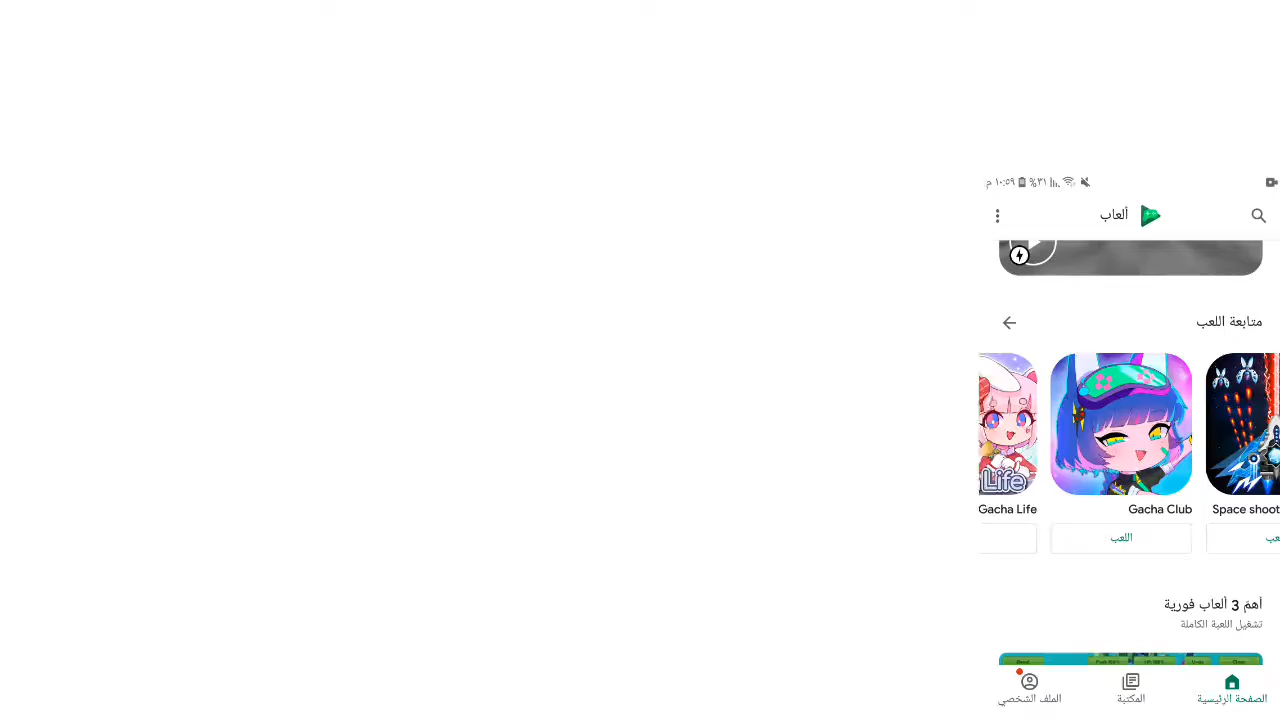 ١٠:٥٩ م %٣١
ألعاب
متابعة اللعب
Life
Space shoot
Gacha Club
Gacha Life
اللعب
أهمّ 3 ألعاب فورية
تشغيل اللعبة الكاملة
الصفحة الرئيسية
المكتبة
الملف الشخصي